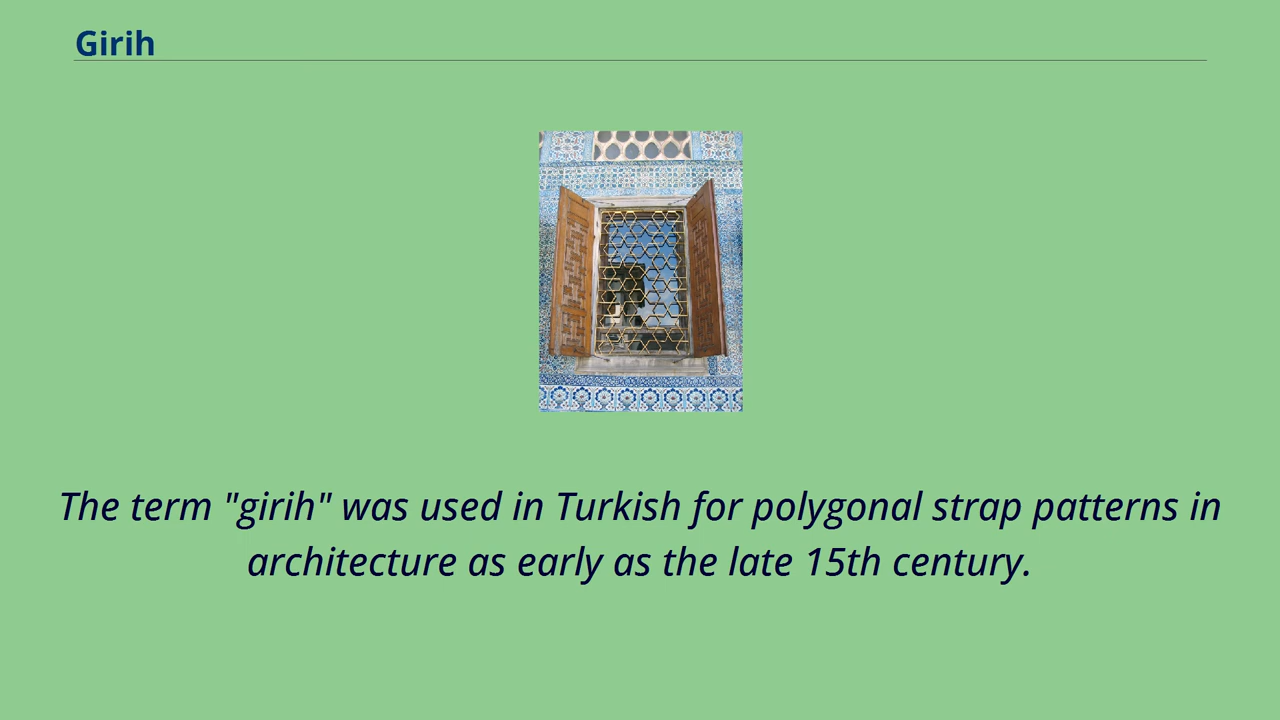 Girih
The term "girih" was used in Turkish for polygonal strap patterns in
architecture as early as the late 15th century.